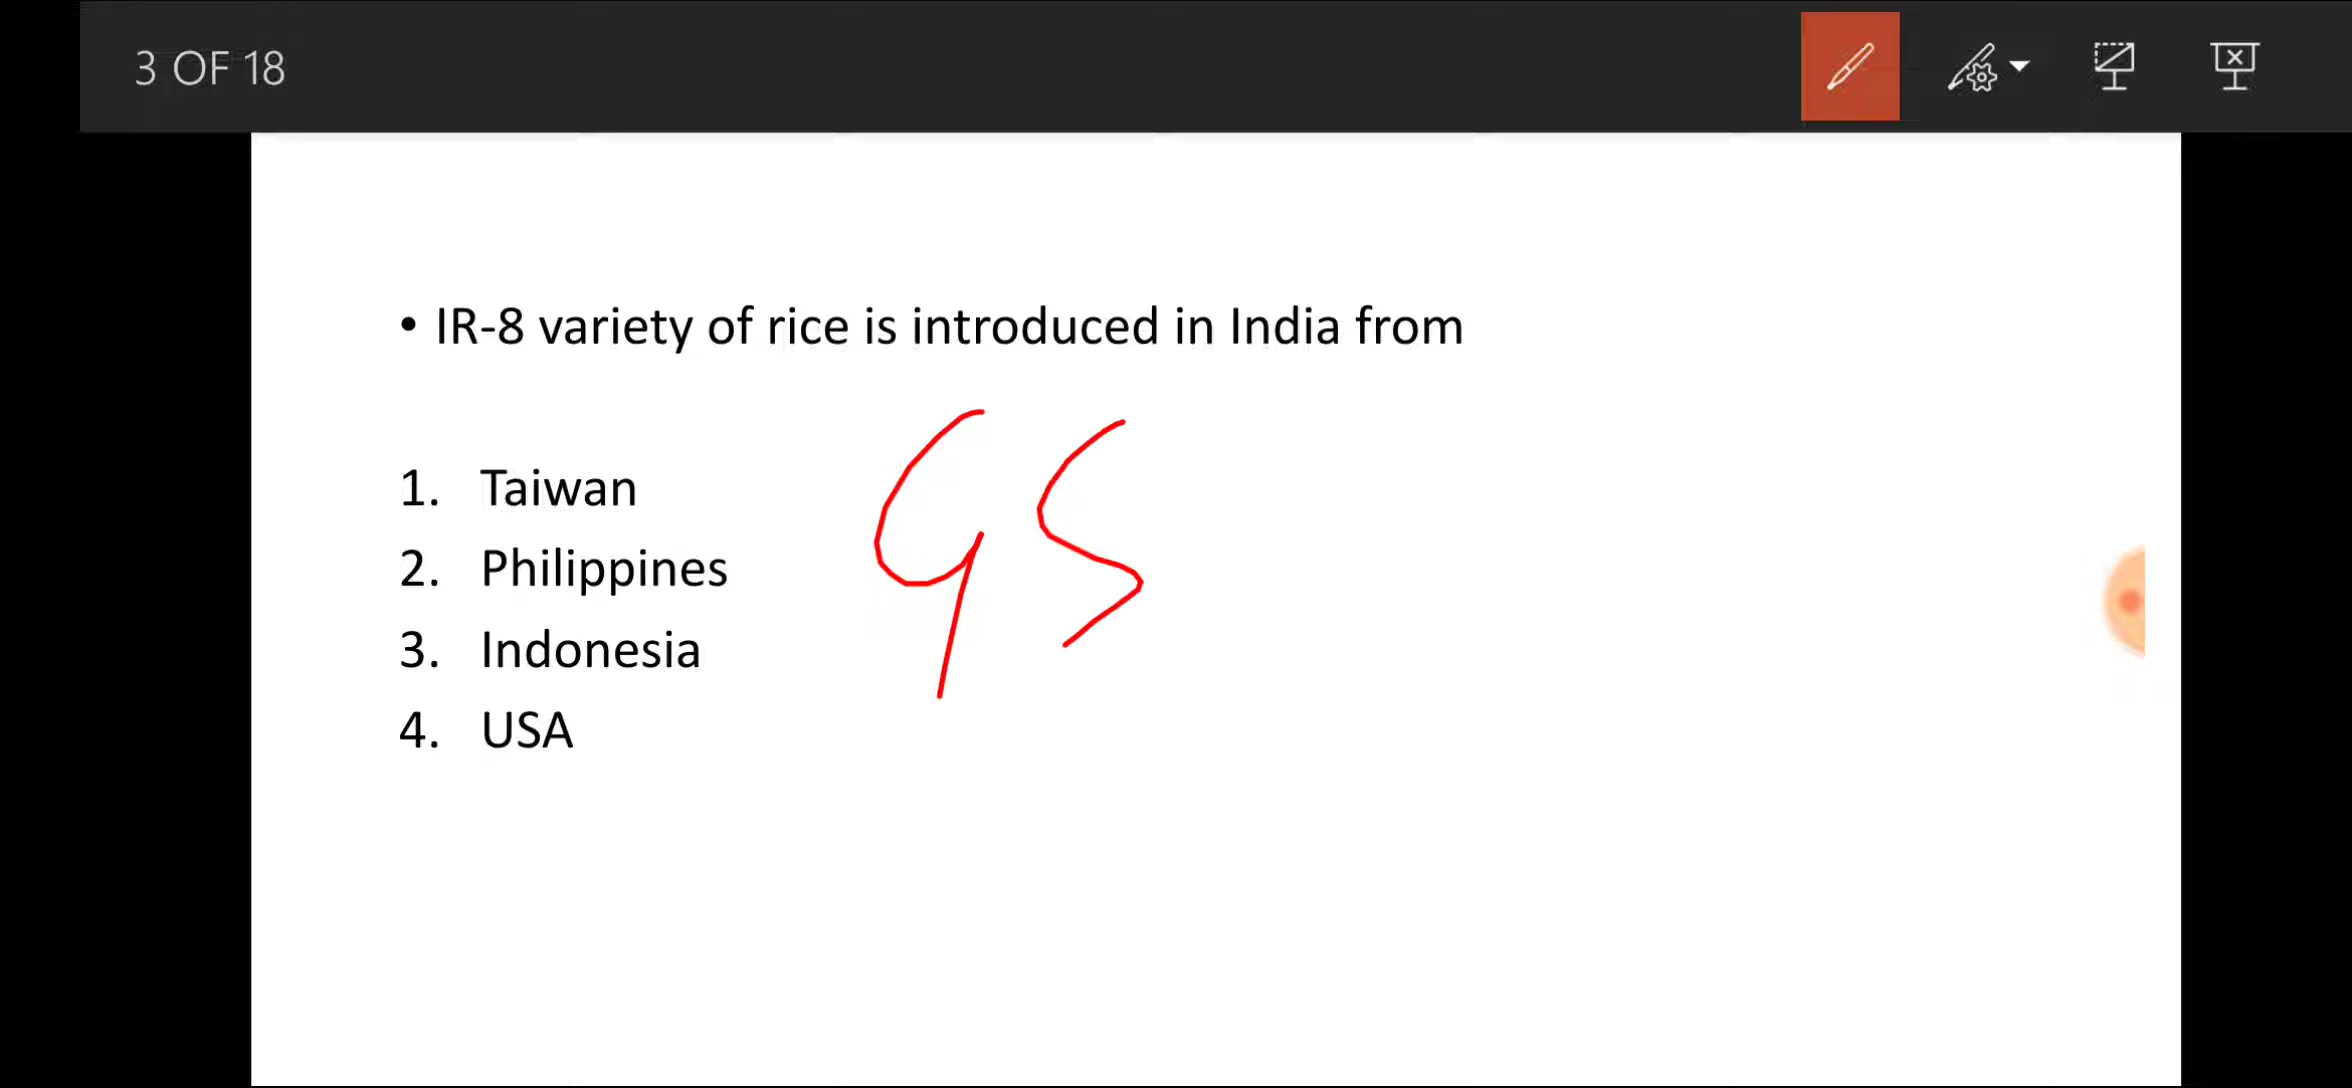 3 OF 18
• IR-8 variety of rice is introduced in India from
1. Taiwan
2. Philippines
3. Indonesia
4. USA
GS